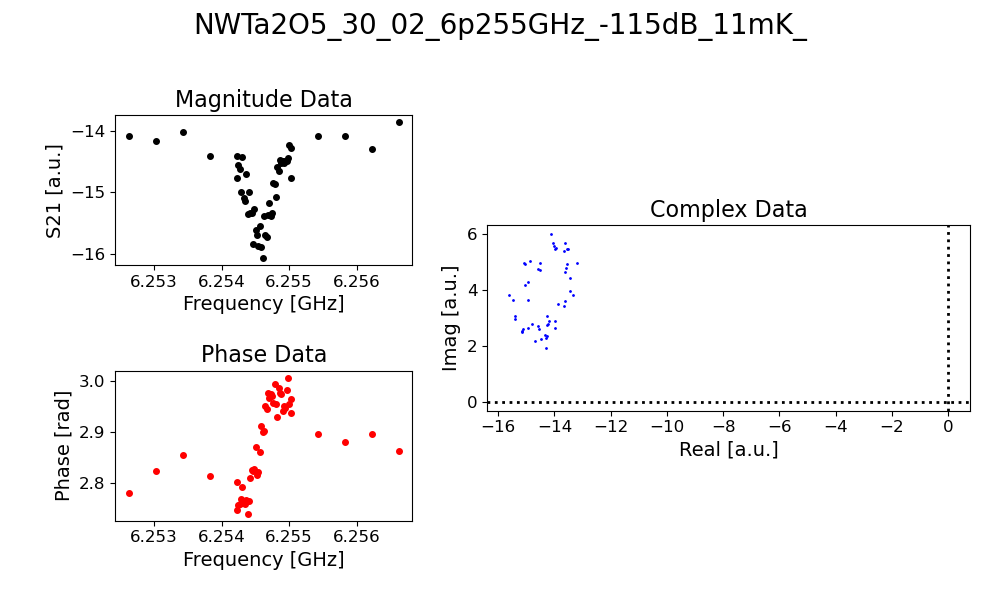 NWTa2O5_30_02_6p255GHz_-115dB_11mK_
Magnitude Data
S21 [a.u.]
−14
−15
−16
6.253 6.254 6.255 6.256
Frequency [GHz]
Phase Data
Phase [rad]
3.0
2.9
2.8
6.253 6.254 6.255 6.256
Frequency [GHz]
Complex Data
Imag [a.u.]
6
4
2
0
−16 −14 −12 −10 −8 −6 −4 −2 0
Real [a.u.]